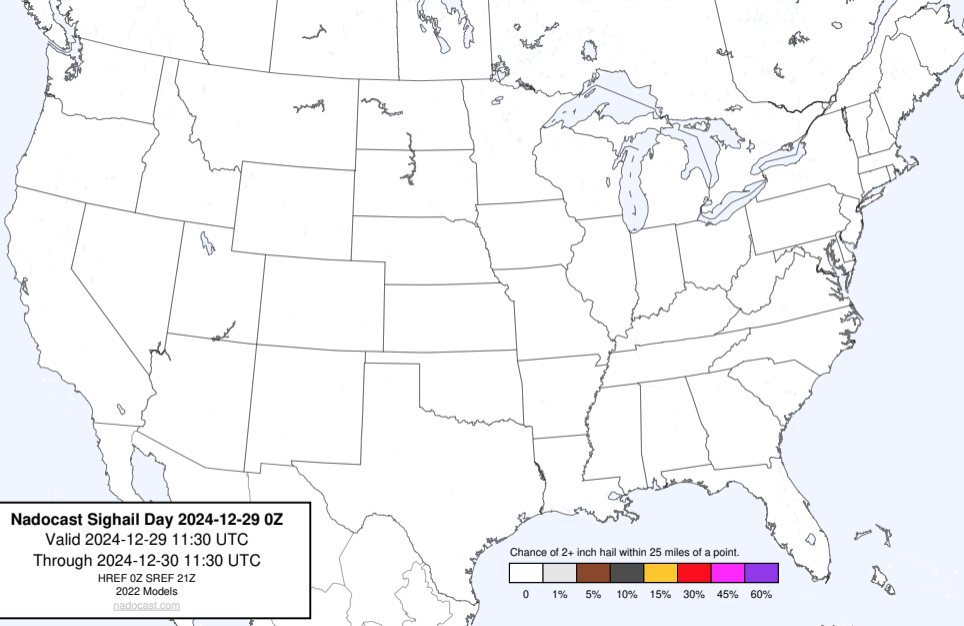 Nadocast Sighail Day 2024-12-29 0Z
Valid 2024-12-29 11:30 UTC
Through 2024-12-30 11:30 UTC
HREF 0Z SREF 21Z
2022 Models
nadocast.com
Chance of 2+ inch hail within 25 miles of a point.
0 1% 5% 10% 15% 30% 45% 60%